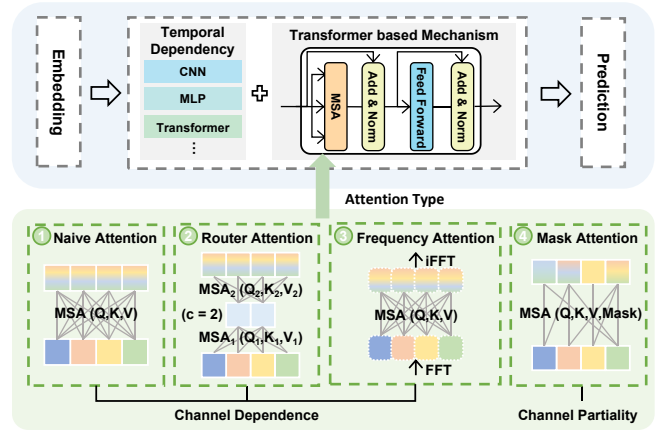 Embedding
Temporal
Dependency
CNN
MLP
Transformer
⋮
Transformer based Mechanism
MSA
Add & Norm
Feed Forward
Add & Norm
Prediction
Attention Type
1 Naive Attention
MSA (Q,K,V)
2 Router Attention
MSA₂ (Q₂,K₂,V₂)
(c = 2)
MSA₁ (Q₁,K₁,V₁)
3 Frequency Attention
iFFT
MSA (Q,K,V)
FFT
4 Mask Attention
MSA (Q,K,V,Mask)
Channel Dependence
Channel Partiality